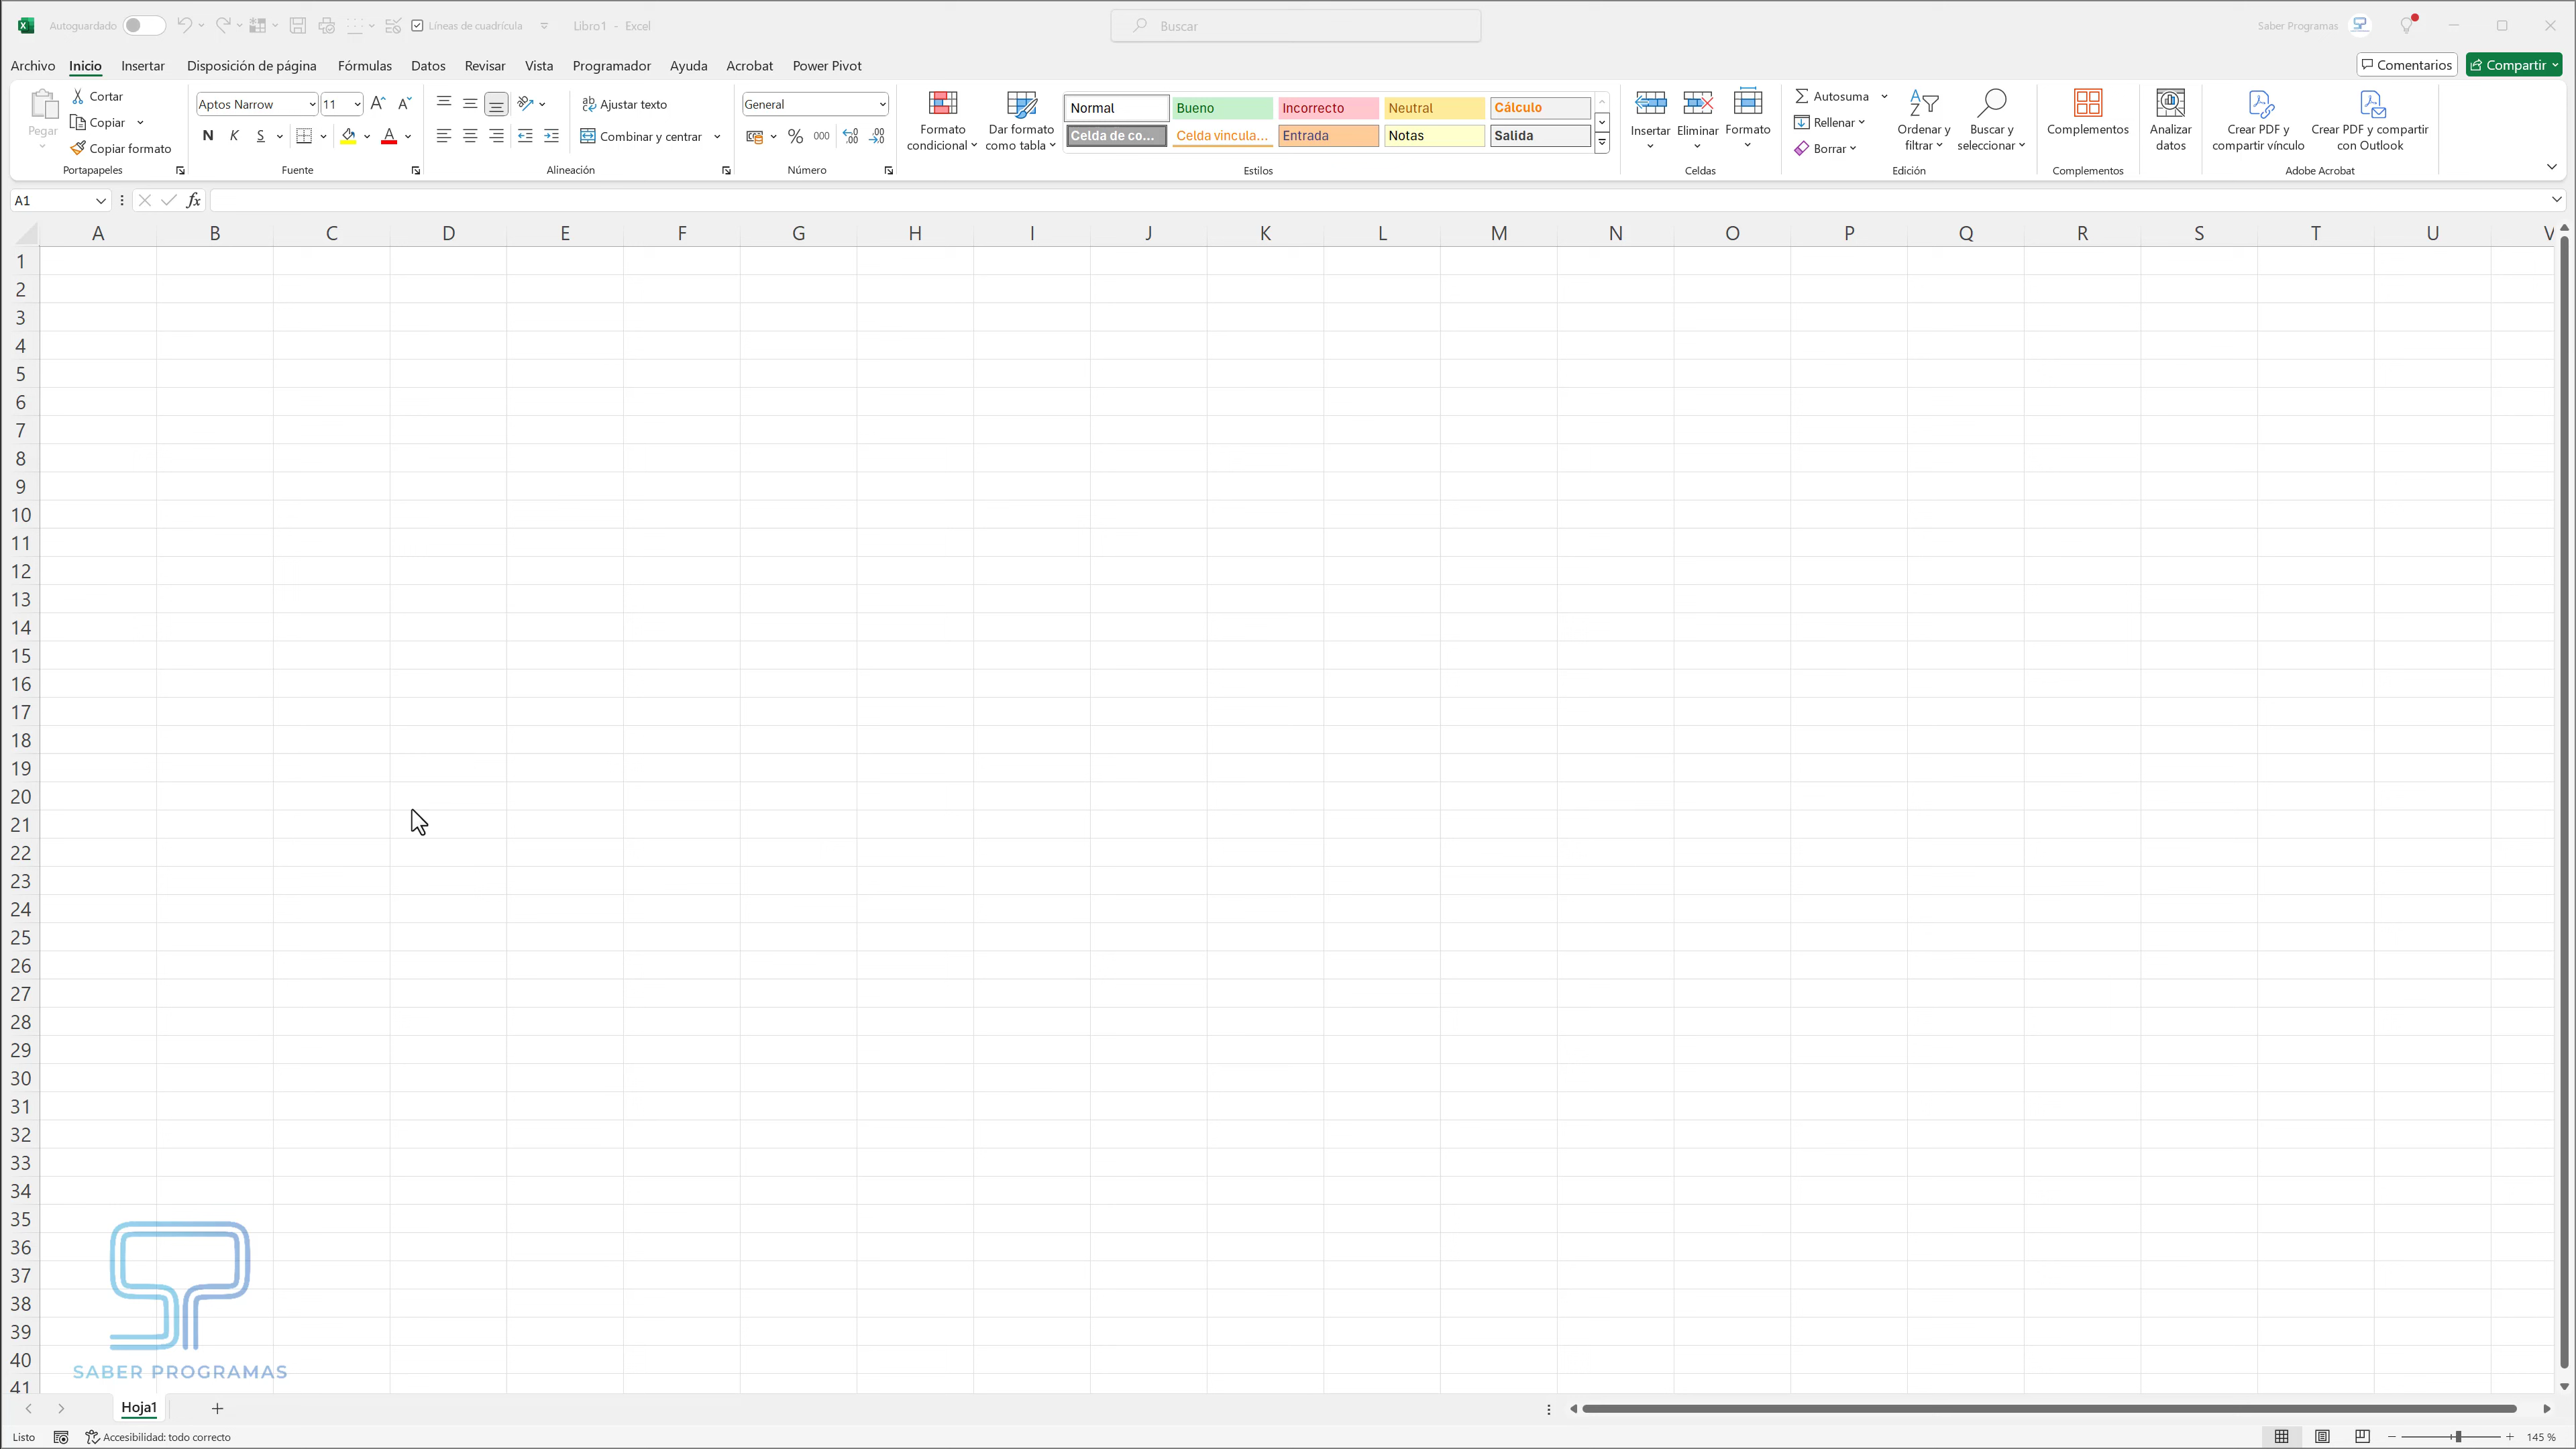 Autoguardado
Líneas de cuadrícula
Libro1 - Excel
Buscar
Saber Programas
Archivo Inicio Insertar Disposición de página Fórmulas Datos Revisar Vista Programador Ayuda Acrobat Power Pivot
Comentarios
Compartir
Pegar
Cortar
Copiar
Copiar formato
Portapapeles
Aptos Narrow 11
N K S
Fuente
Ajustar texto
Combinar y centrar
Alineación
General
% 000
Número
Formato
condicional
Dar formato
como tabla
Normal Bueno Incorrecto Neutral Cálculo
Celda de co... Celda vincula... Entrada Notas Salida
Estilos
Insertar Eliminar Formato
Celdas
Autosuma
Rellenar
Borrar
Ordenar y
filtrar
Buscar y
seleccionar
Edición
Complementos
Complementos
Analizar
datos
Crear PDF y
compartir vínculo
Crear PDF y compartir
con Outlook
Adobe Acrobat
A1
fx
A B C D E F G H I J K L M N O P Q R S T U V
1
2
3
4
5
6
7
8
9
10
11
12
13
14
15
16
17
18
19
20
21
22
23
24
25
26
27
28
29
30
31
32
33
34
35
36
37
38
39
40
41
SABER PROGRAMAS
Hoja1
Listo
Accesibilidad: todo correcto
145 %